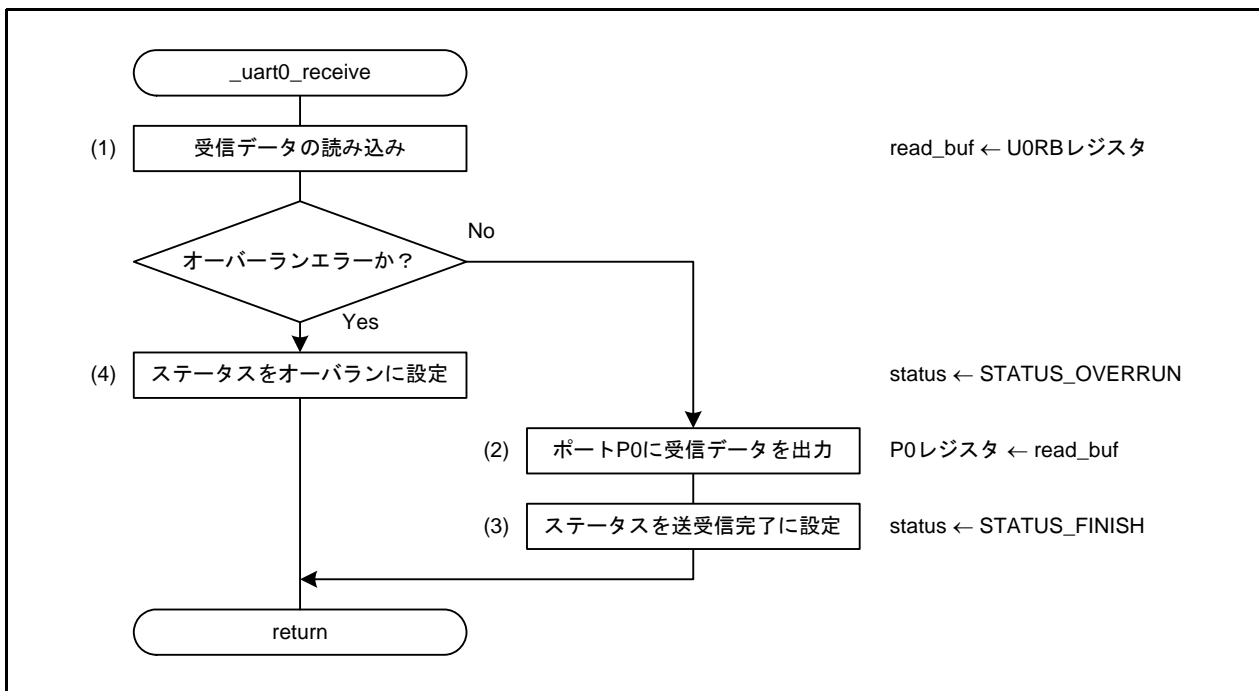 _uart0_receive
(1) 受信データの読み込み read_buf ← U0RBレジスタ
オーバーランエラーか？
No
Yes
(4) ステータスをオーバランに設定 status ← STATUS_OVERRUN
(2) ポートP0に受信データを出力 P0レジスタ ← read_buf
(3) ステータスを送受信完了に設定 status ← STATUS_FINISH
return